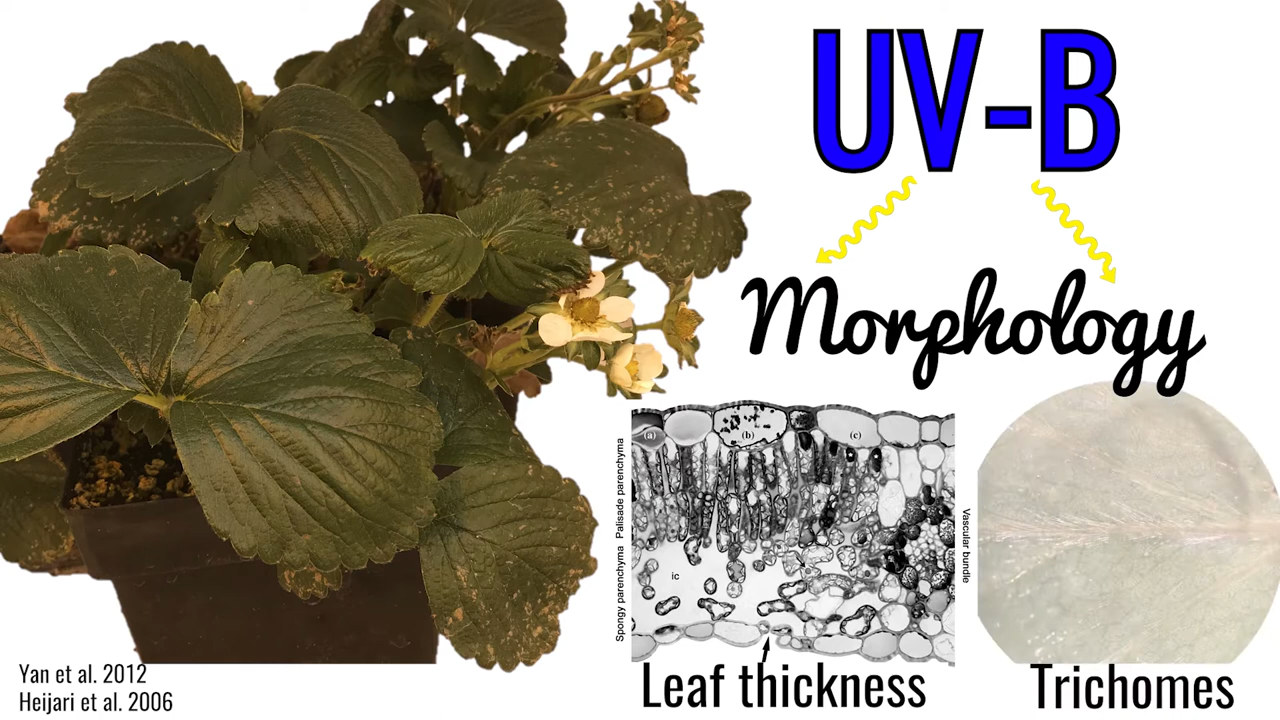 UV-B
Morphology
(a)
(b)
(c)
Palisade parenchyma
Spongy parenchyma
Vascular bundle
ic
Leaf thickness
Trichomes
Yan et al. 2012
Heijari et al. 2006